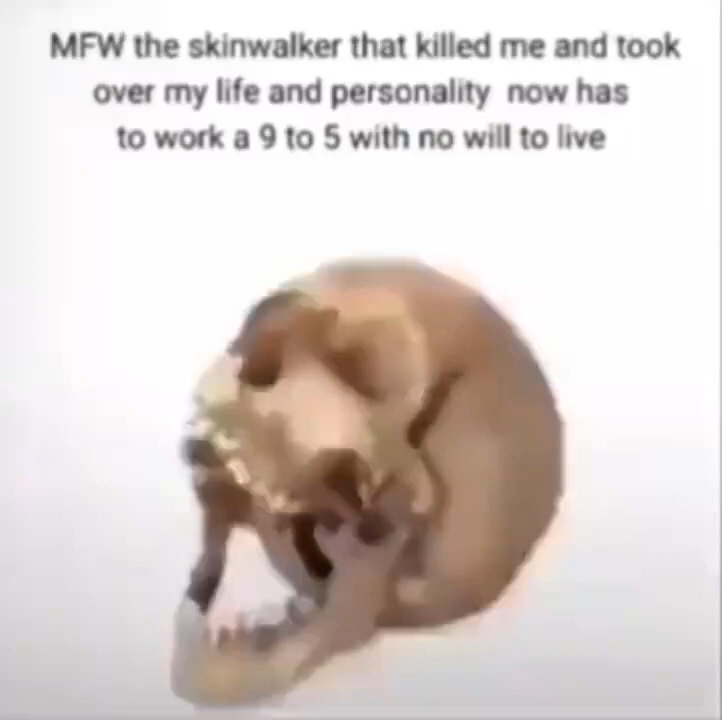 MFW the skinwalker that killed me and took
over my life and personality now has
to work a 9 to 5 with no will to live